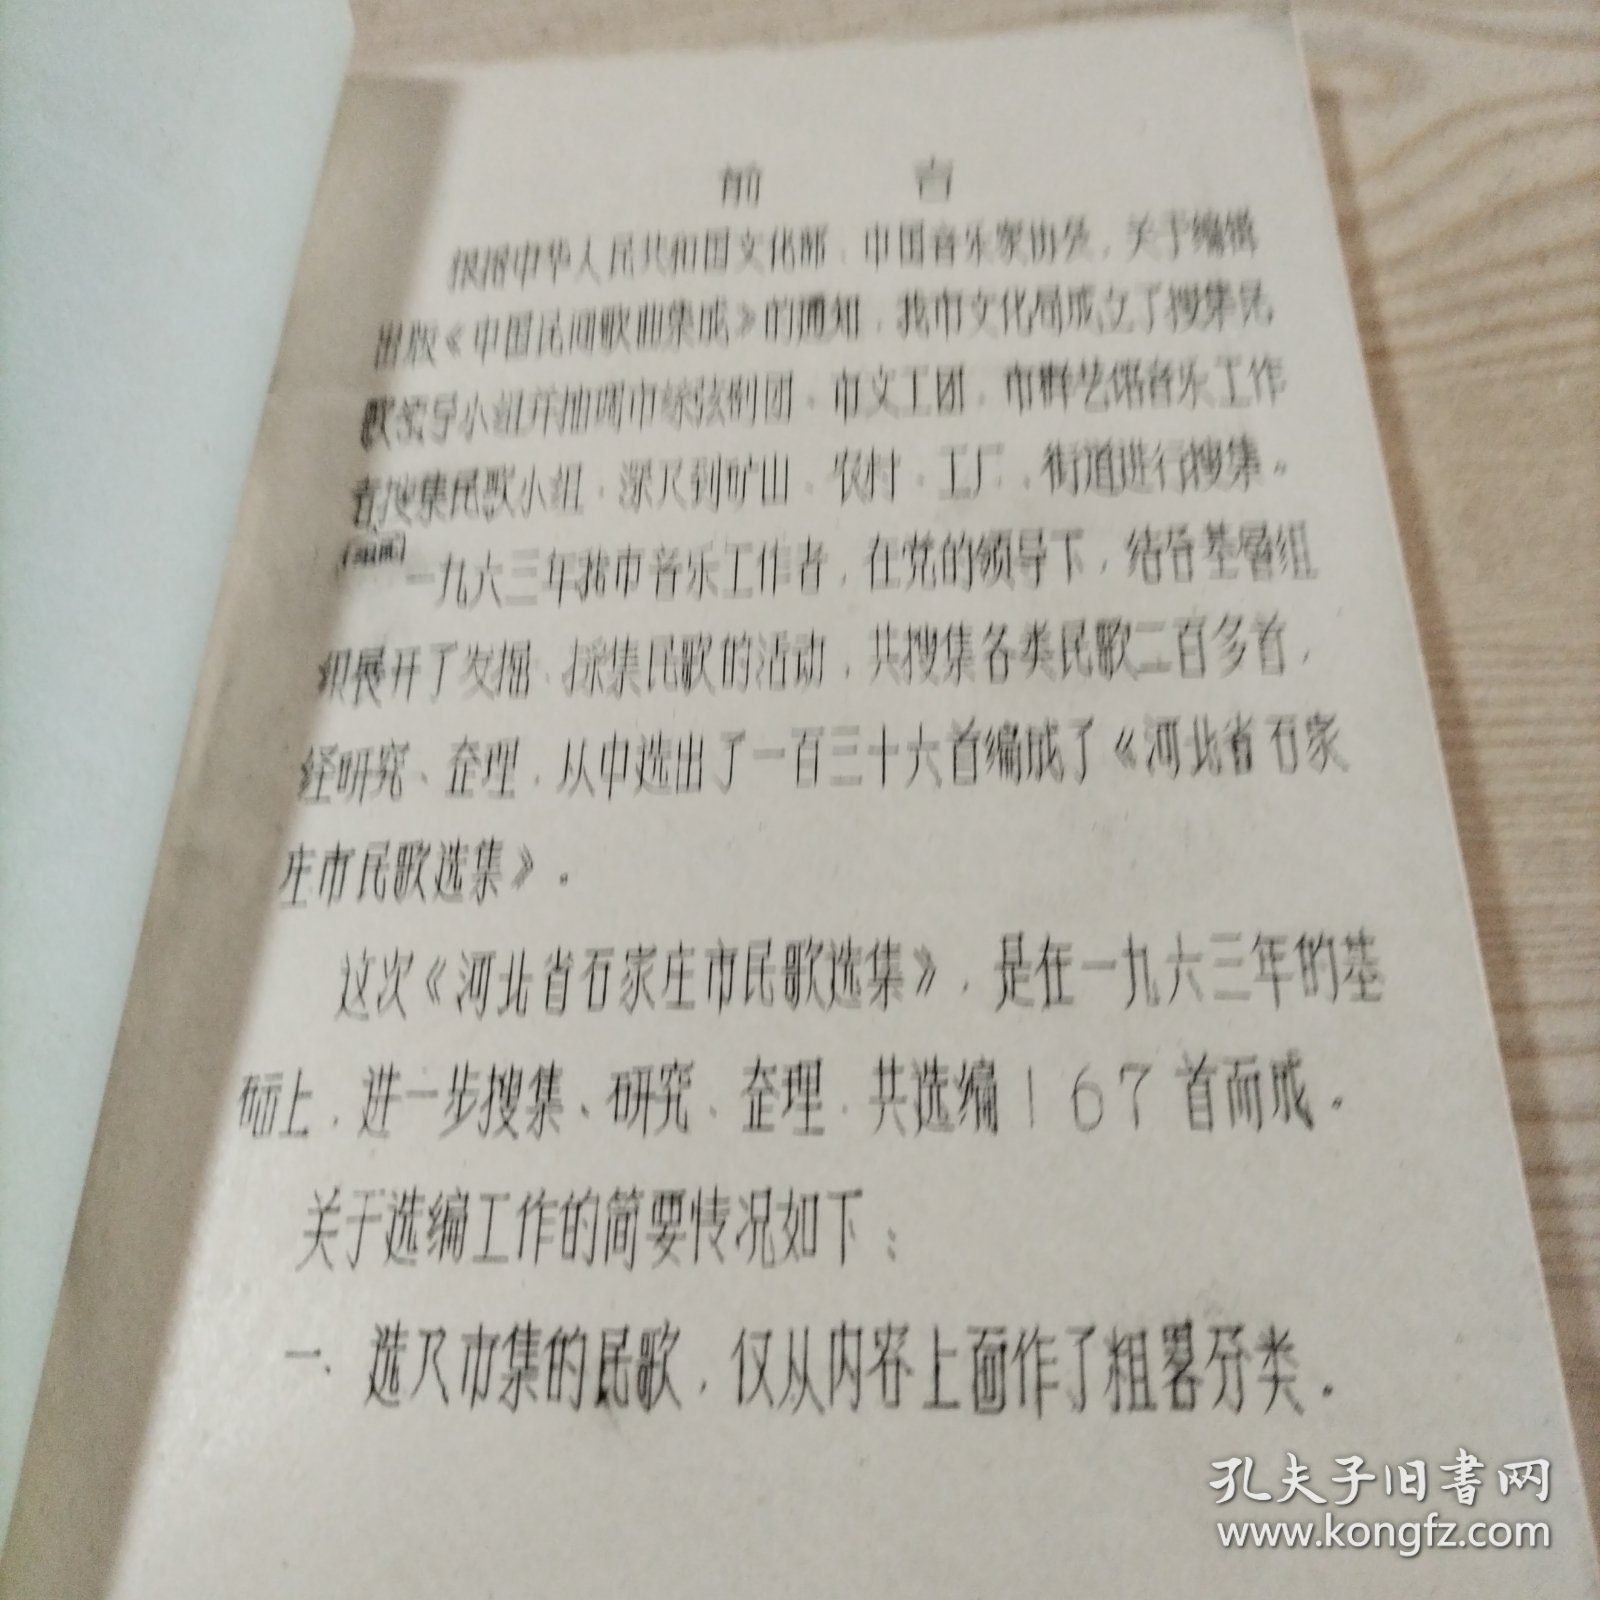 前言
根据中华人民共和国文化部、中国音乐家协会,关于编辑
出版《中国民间歌曲集成》的通知,我市文化局成立了搜集民
歌领导小组并抽调市综弦剧团、市文工团、市群艺馆音乐工作
者搜集民歌小组,深入到矿山、农村、工厂、街道进行搜集。
一九六三年我市音乐工作者,在党的领导下,结合基层组
织展开了发掘、採集民歌的活动,共搜集各类民歌二百多首,
经研究、整理,从中选出了一百三十六首编成了《河北省石家
庄市民歌选集》。
这次《河北省石家庄市民歌选集》,是在一九六三年的基
础上,进一步搜集、研究、整理,共选编167首而成。
关于选编工作的简要情况如下:
一、选入市集的民歌,仅从内容上面作了粗略分类。
孔夫子旧书网
www.kongfz.com